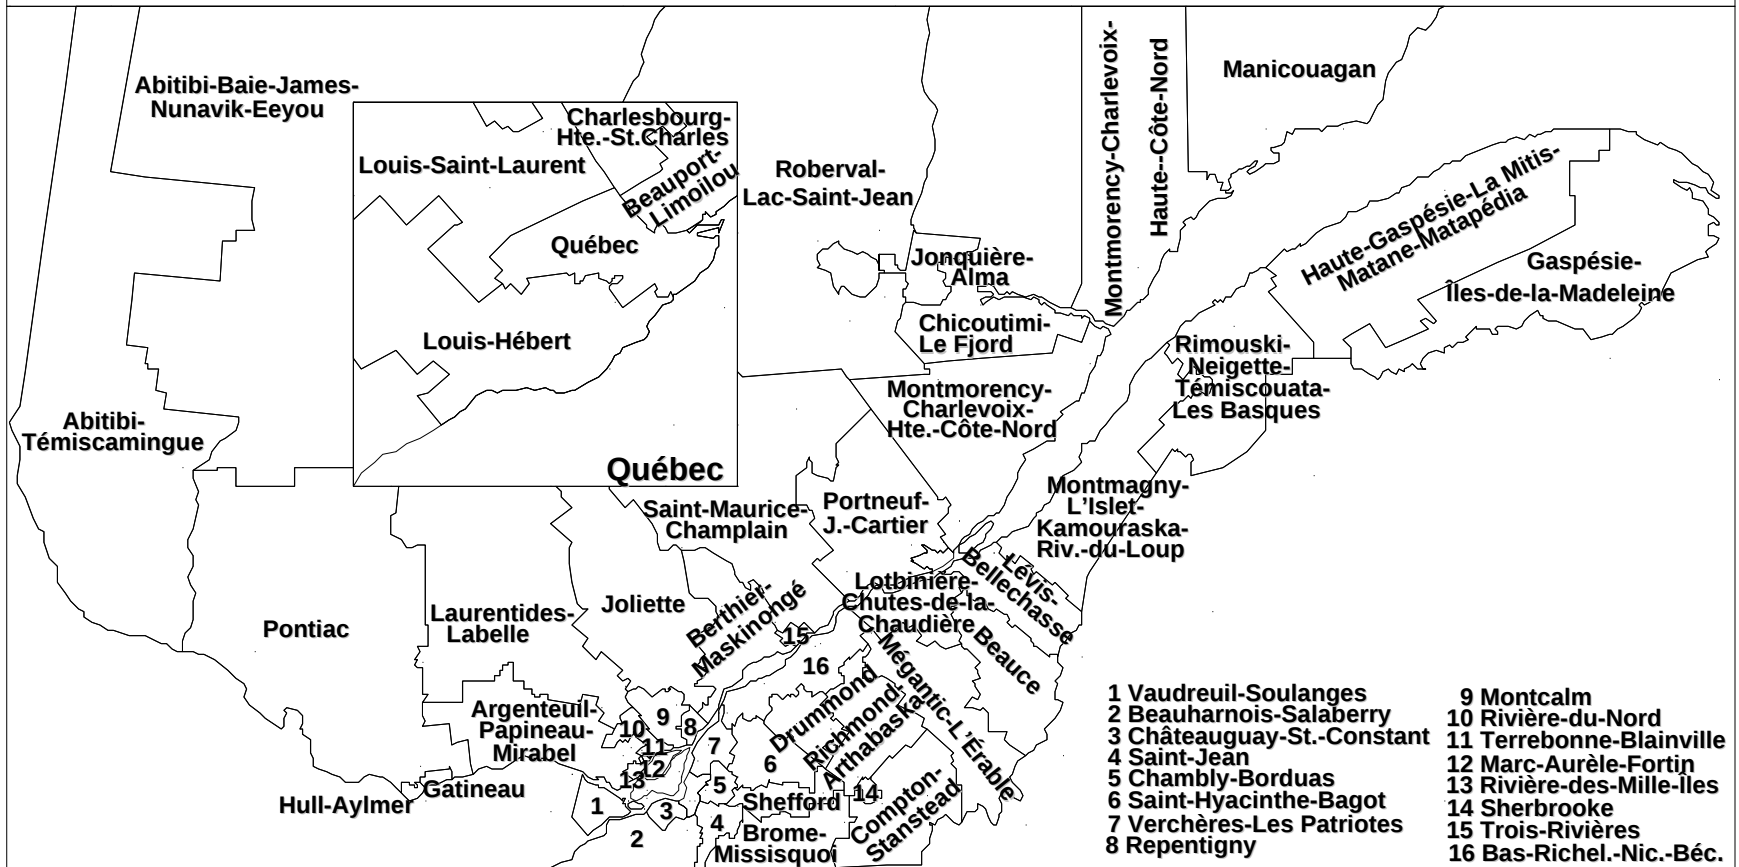 Abitibi-Baie-James-
Nunavik-Eeyou
Charlesbourg-
Hte.-St.Charles
Louis-Saint-Laurent
Beauport-
Limoilou
Québec
Louis-Hébert
Québec
Roberval-
Lac-Saint-Jean
Jonquière-
Alma
Chicoutimi-
Le Fjord
Montmorency-Charlevoix-
Haute--Côte-Nord
Manicouagan
Haute-Gaspésie-La Mitis-
Matane-Matapédia
Gaspésie-
Îles-de-la-Madeleine
Rimouski-
Neigette-
Témiscouata-
Les Basques
Montmorency-
Charlevoix-
Hte.-Côte-Nord
Abitibi-
Témiscamingue
Saint-Maurice-
Champlain
Portneuf-
J.-Cartier
Montmagny-
L’Islet-
Kamouraska-
Riv.-du-Loup
Lévis-
Bellechasse
Lotbinière-
Chutes-de-la-
Chaudière
Beauce
Pontiac
Laurentides-
Labelle
Joliette
Berthier-
Maskinongé
15
16
Mégantic-L’Érable
Drummond
Richmond-
Arthabaska
Argenteuil-
Papineau-
Mirabel
9
8
10
11
12
13
7
6
5
14
Hull-Aylmer
Gatineau
1
3
2
4
Shefford
Brome-
Missisquoi
Compton-
Stanstead
1 Vaudreuil-Soulanges
2 Beauharnois-Salaberry
3 Châteauguay-St.-Constant
4 Saint-Jean
5 Chambly-Borduas
6 Saint-Hyacinthe-Bagot
7 Verchères-Les Patriotes
8 Repentigny
9 Montcalm
10 Rivière-du-Nord
11 Terrebonne-Blainville
12 Marc-Aurèle-Fortin
13 Rivière-des-Mille-Îles
14 Sherbrooke
15 Trois-Rivières
16 Bas-Richel.-Nic.-Béc.